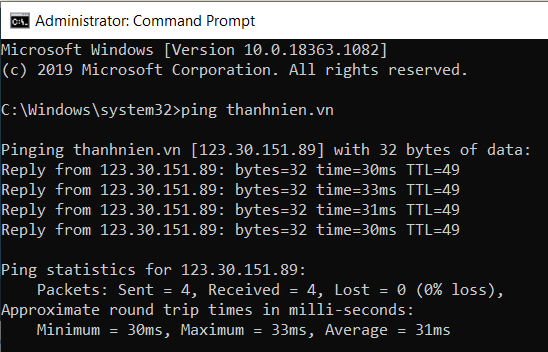 Administrator: Command Prompt
Microsoft Windows [Version 10.0.18363.1082]
(c) 2019 Microsoft Corporation. All rights reserved.
C:\Windows\system32>ping thanhnien.vn
Pinging thanhnien.vn [123.30.151.89] with 32 bytes of data:
Reply from 123.30.151.89: bytes=32 time=30ms TTL=49
Reply from 123.30.151.89: bytes=32 time=33ms TTL=49
Reply from 123.30.151.89: bytes=32 time=31ms TTL=49
Reply from 123.30.151.89: bytes=32 time=30ms TTL=49
Ping statistics for 123.30.151.89:
    Packets: Sent = 4, Received = 4, Lost = 0 (0% loss),
Approximate round trip times in milli-seconds:
    Minimum = 30ms, Maximum = 33ms, Average = 31ms